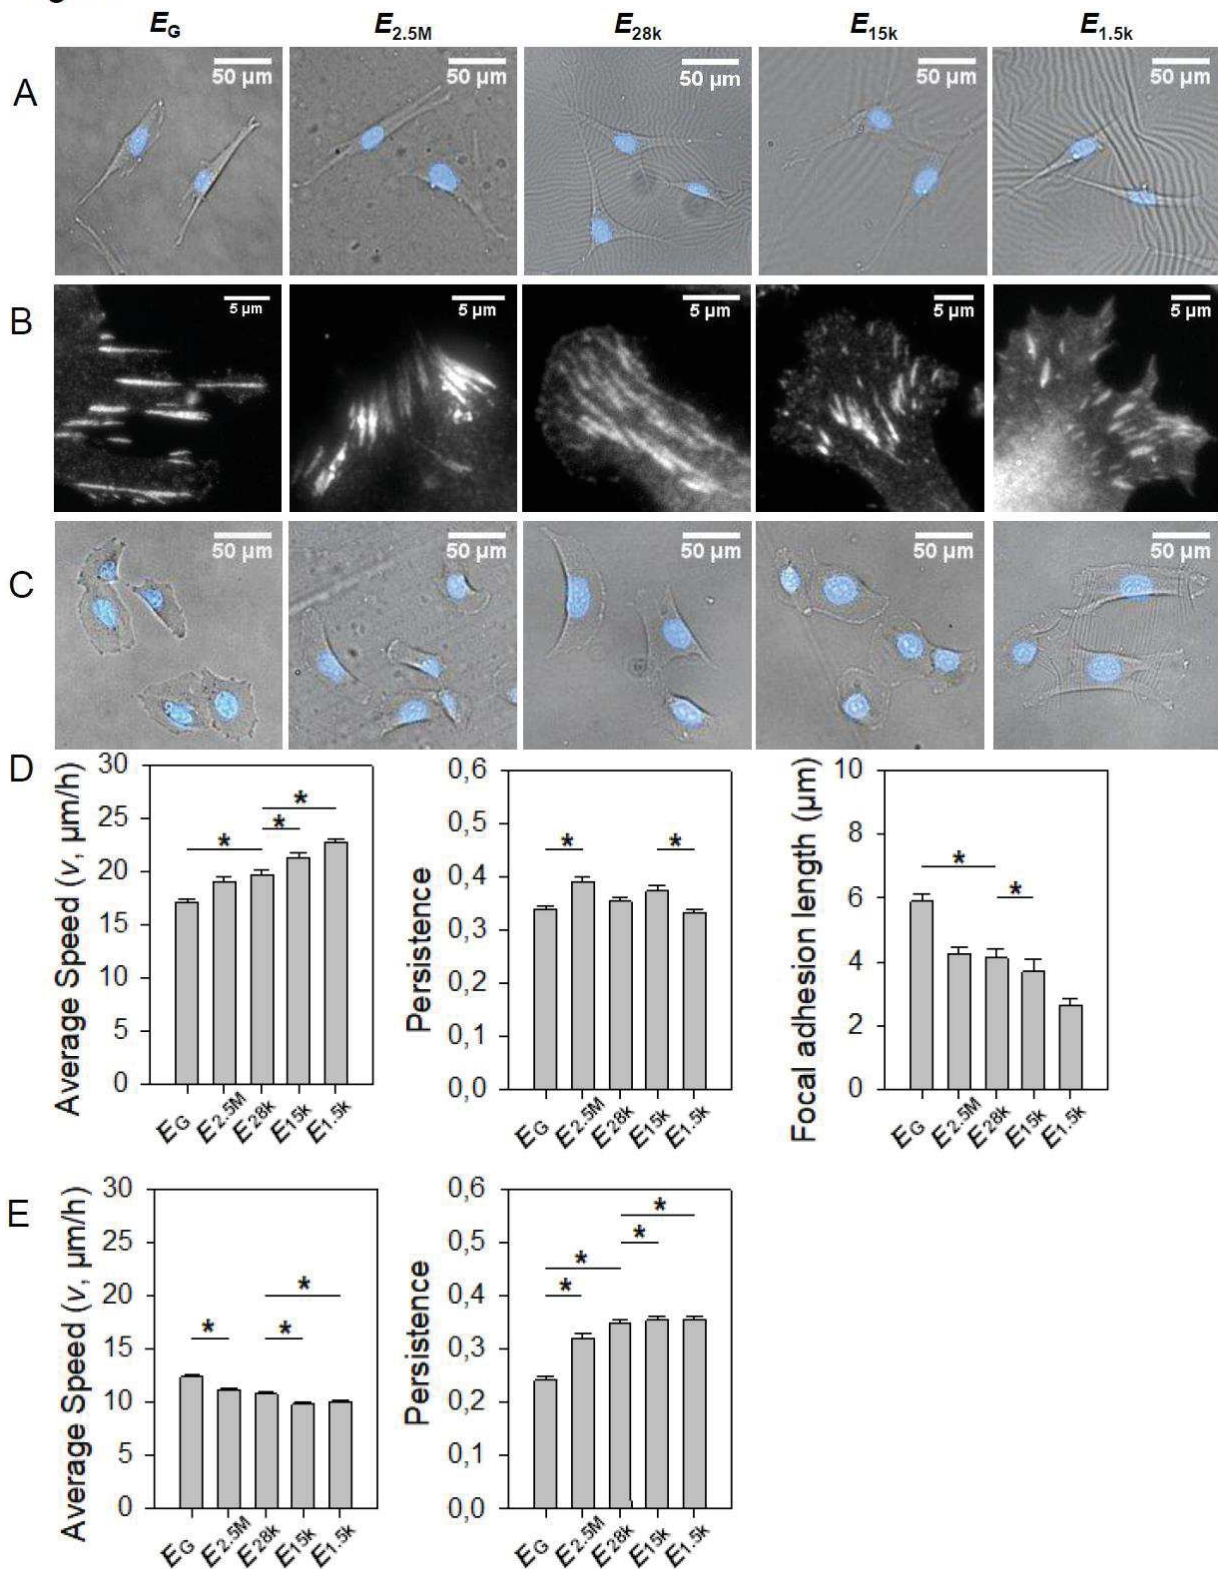 E_G E_2.5M E_28k E_15k E_1.5k
A
50 µm 50 µm 50 µm 50 µm 50 µm
B
5 µm 5 µm 5 µm 5 µm 5 µm
C
50 µm 50 µm 50 µm 50 µm 50 µm
D
Average Speed (v, µm/h)
30
25
20
15
10
5
0
* * *
E_G E_2.5M E_28k E_15k E_1.5k
Persistence
0,6
0,5
0,4
0,3
0,2
0,1
0,0
* *
E_G E_2.5M E_28k E_15k E_1.5k
Focal adhesion length (µm)
10
8
6
4
2
0
* *
E_G E_2.5M E_28k E_15k E_1.5k
E
Average Speed (v, µm/h)
30
25
20
15
10
5
0
* * *
E_G E_2.5M E_28k E_15k E_1.5k
Persistence
0,6
0,5
0,4
0,3
0,2
0,1
0,0
* * * *
E_G E_2.5M E_28k E_15k E_1.5k